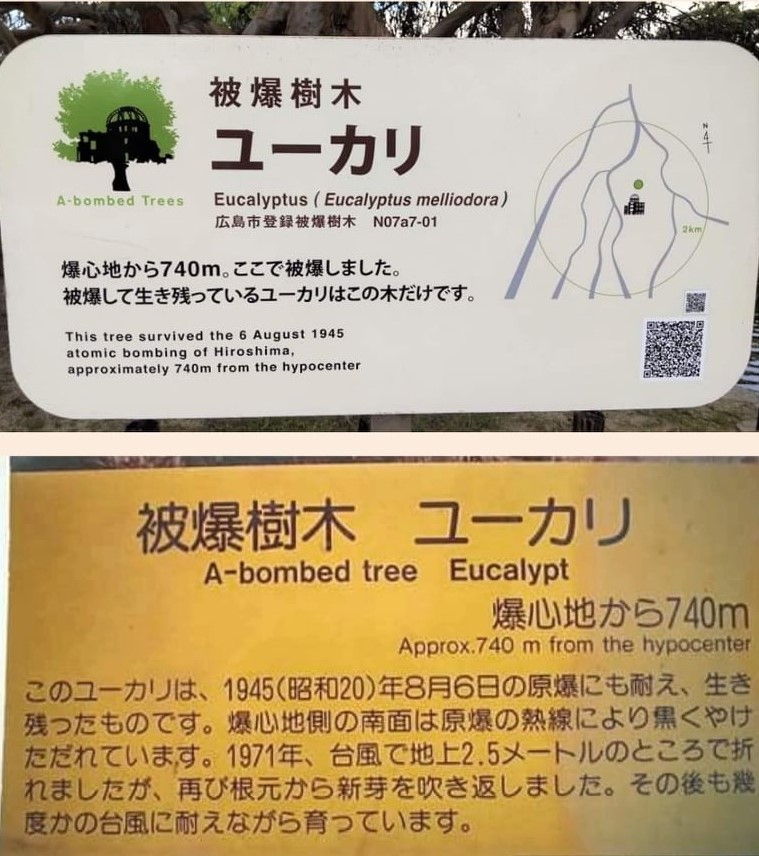 被爆樹木
ユーカリ
A-bombed Trees
Eucalyptus ( Eucalyptus melliodora )
広島市登録被爆樹木 N07a7-01
N
2km
爆心地から740m。ここで被爆しました。
被爆して生き残っているユーカリはこの木だけです。
This tree survived the 6 August 1945
atomic bombing of Hiroshima,
approximately 740m from the hypocenter
被爆樹木 ユーカリ
A-bombed tree Eucalypt
爆心地から740m
Approx.740 m from the hypocenter
このユーカリは、1945(昭和20)年8月6日の原爆にも耐え、生き
残ったものです。爆心地側の南面は原爆の熱線により黒くやけ
ただれています。1971年、台風で地上2.5メートルのところで折
れましたが、再び根元から新芽を吹き返しました。その後も幾
度かの台風に耐えながら育っています。